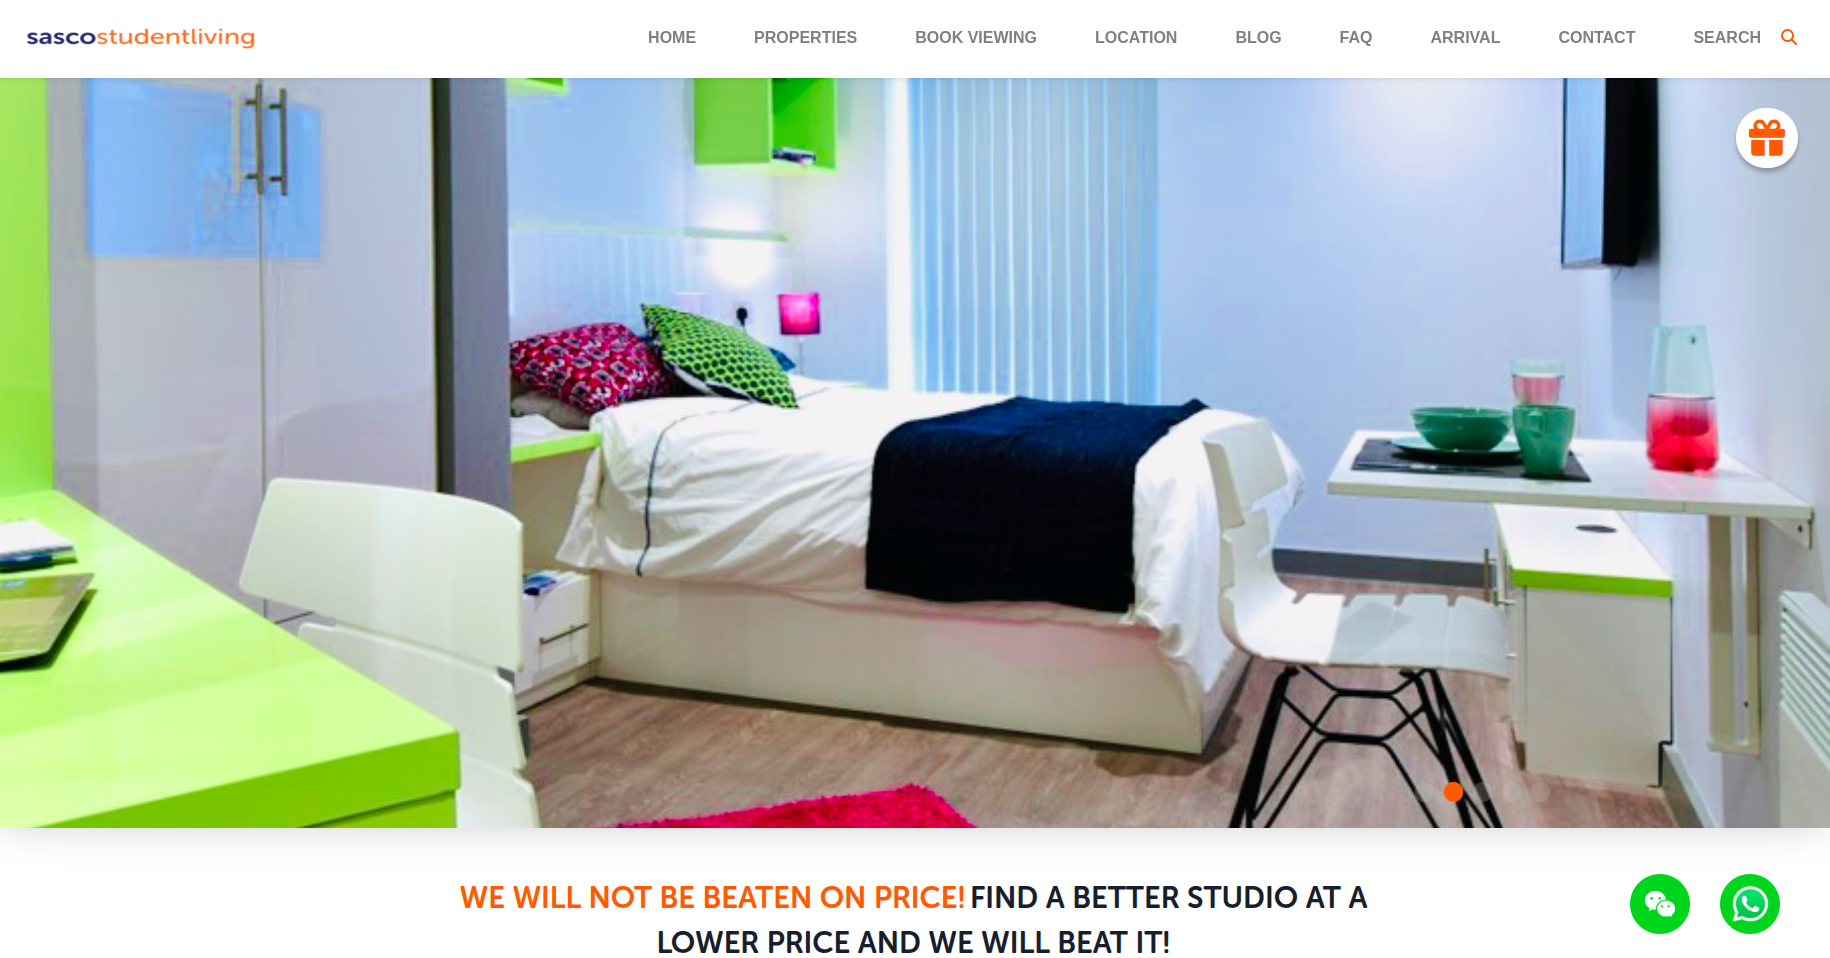 sascostudentliving
HOME PROPERTIES BOOK VIEWING LOCATION BLOG FAQ ARRIVAL CONTACT SEARCH
WE WILL NOT BE BEATEN ON PRICE! FIND A BETTER STUDIO AT A
LOWER PRICE AND WE WILL BEAT IT!